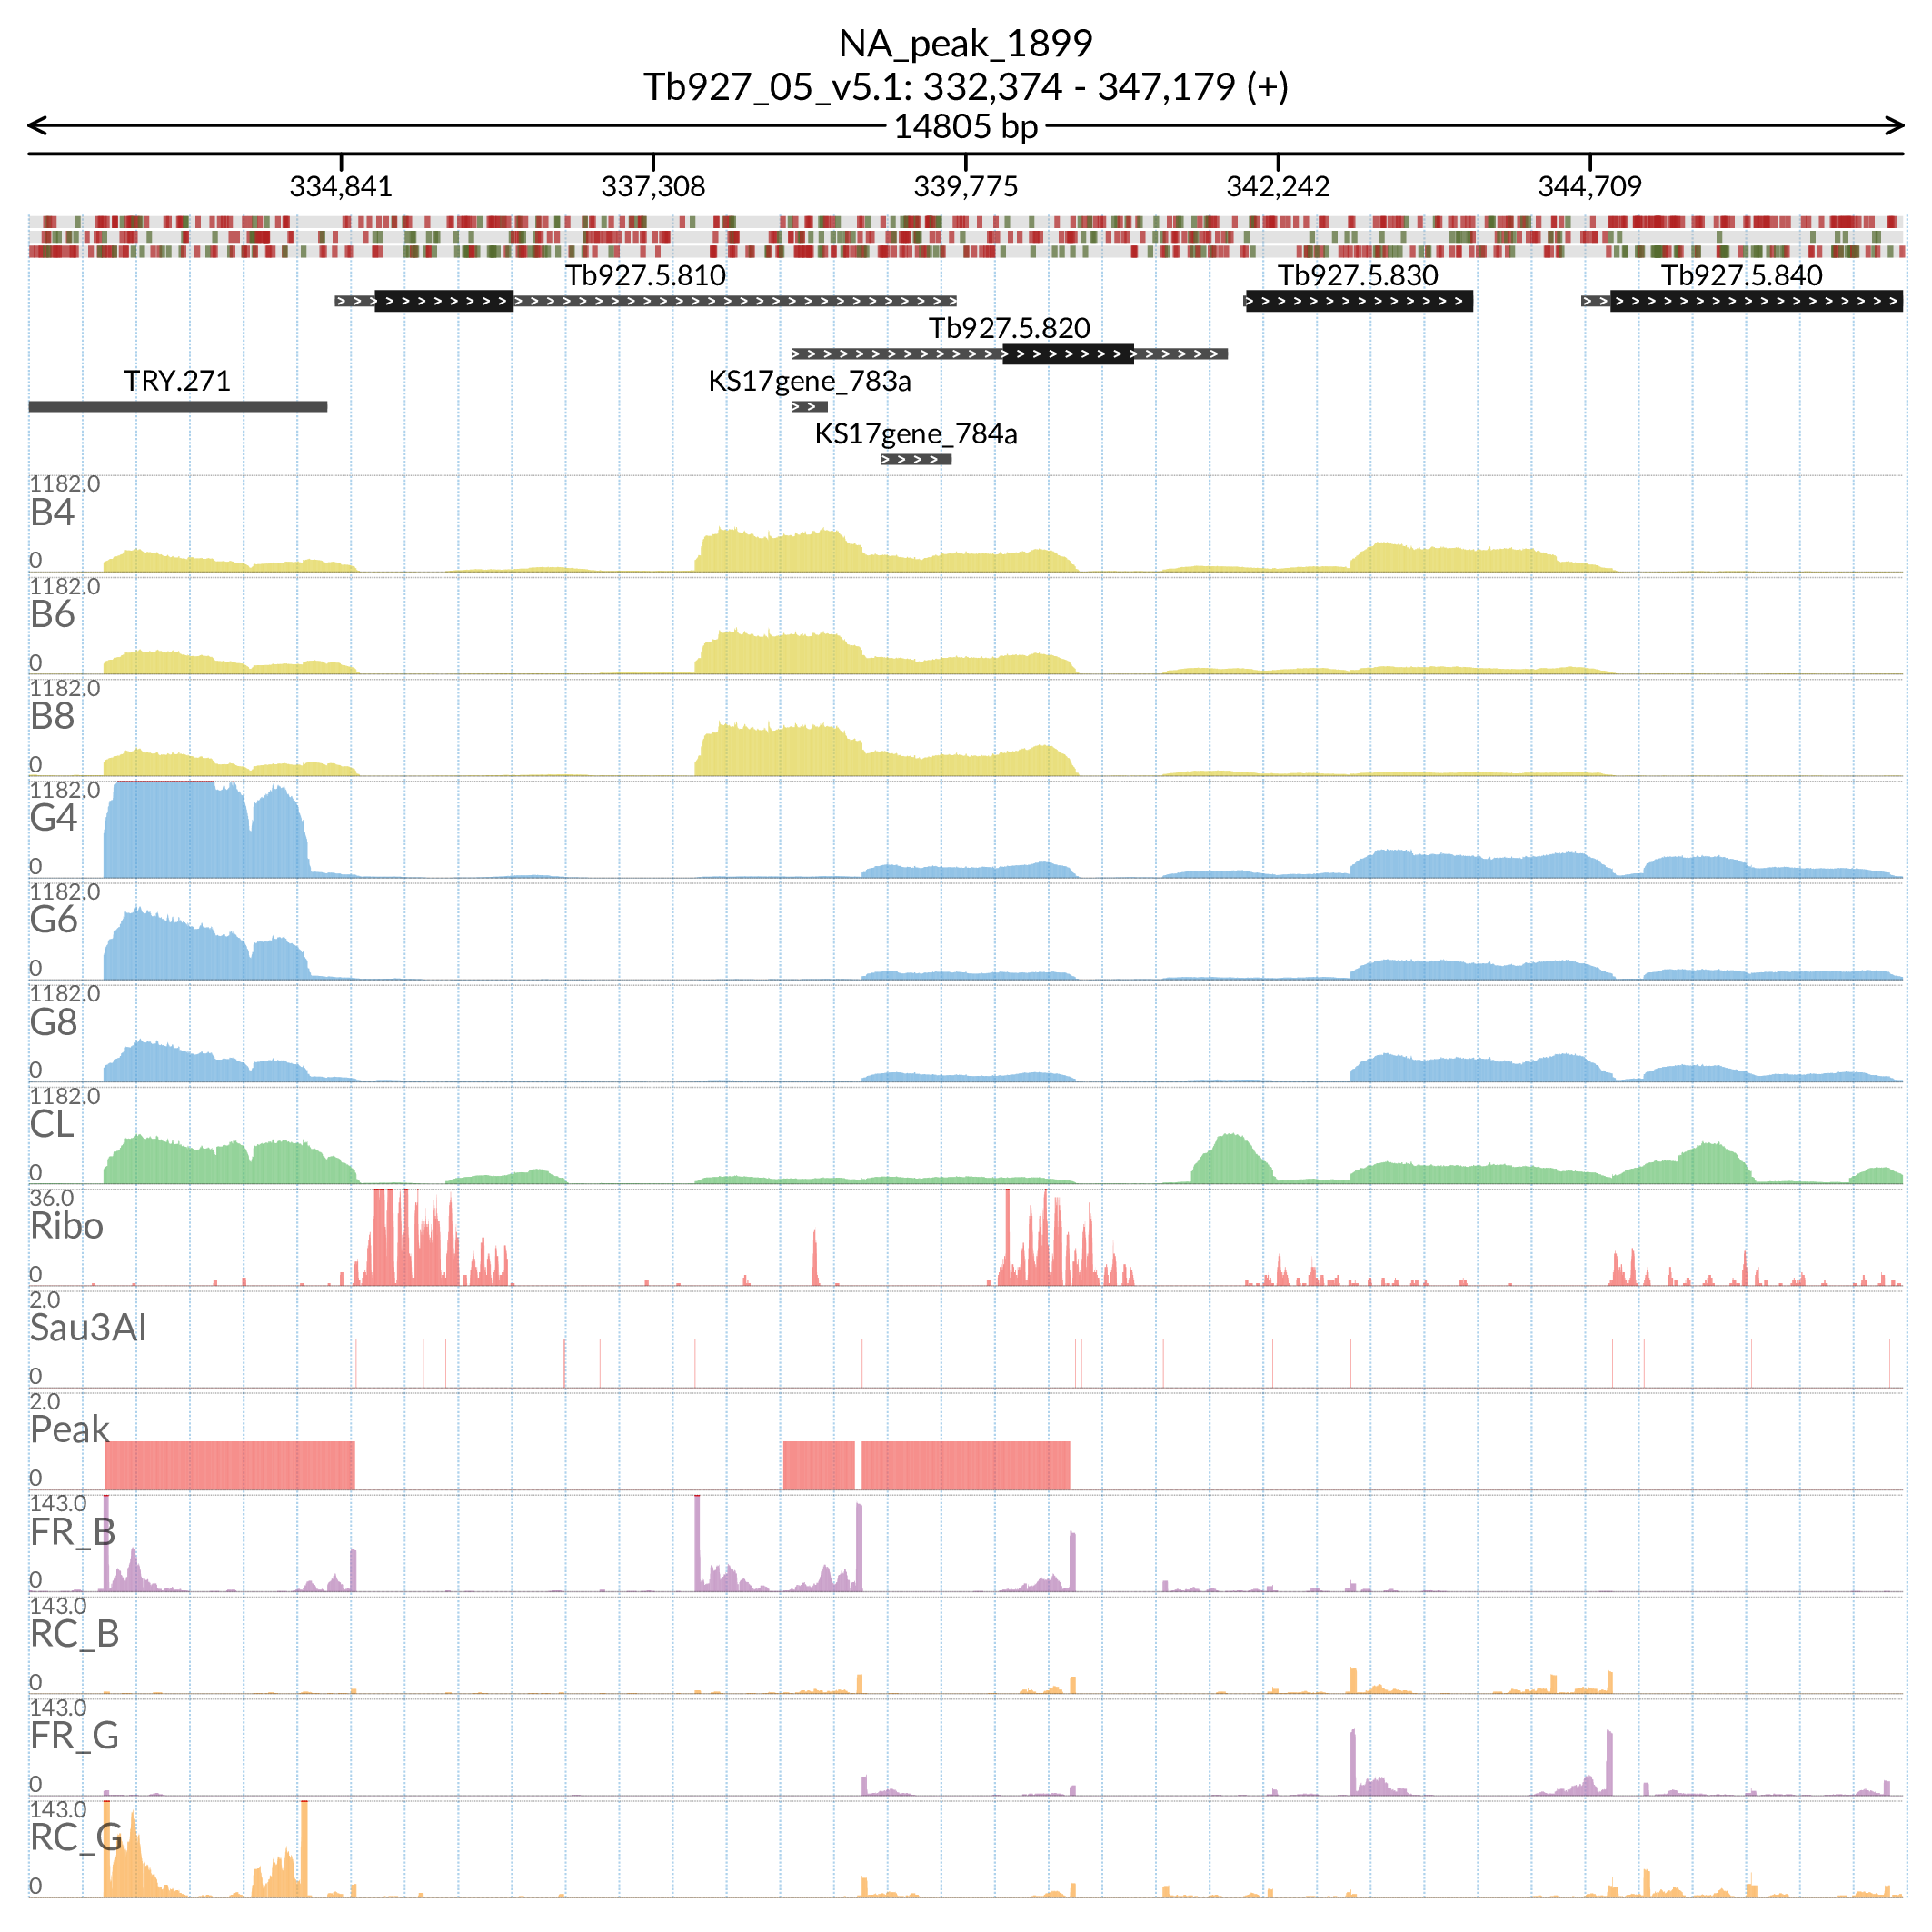 NA_peak_1899
Tb927_05_v5.1: 332,374 - 347,179 (+)
14805 bp
334,841 337,308 339,775 342,242 344,709
Tb927.5.810 Tb927.5.830 Tb927.5.840
Tb927.5.820
TRY.271 KS17gene_783a
KS17gene_784a
1182.0
B4
0
1182.0
B6
0
1182.0
B8
0
1182.0
G4
0
1182.0
G6
0
1182.0
G8
0
1182.0
CL
0
36.0
Ribo
0
2.0
Sau3AI
0
2.0
Peak
0
143.0
FR_B
0
143.0
RC_B
0
143.0
FR_G
0
143.0
RC_G
0